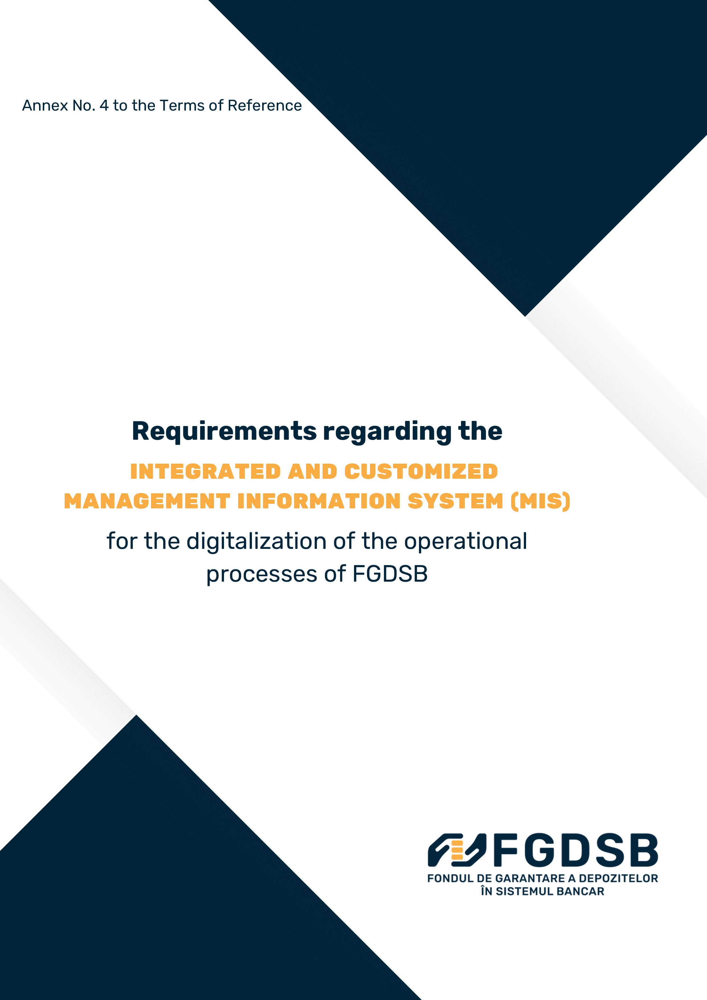 Annex No. 4 to the Terms of Reference
Requirements regarding the
INTEGRATED AND CUSTOMIZED
MANAGEMENT INFORMATION SYSTEM (MIS)
for the digitalization of the operational
processes of FGDSB
FGDSB
FONDUL DE GARANTARE A DEPOZITELOR
ÎN SISTEMUL BANCAR